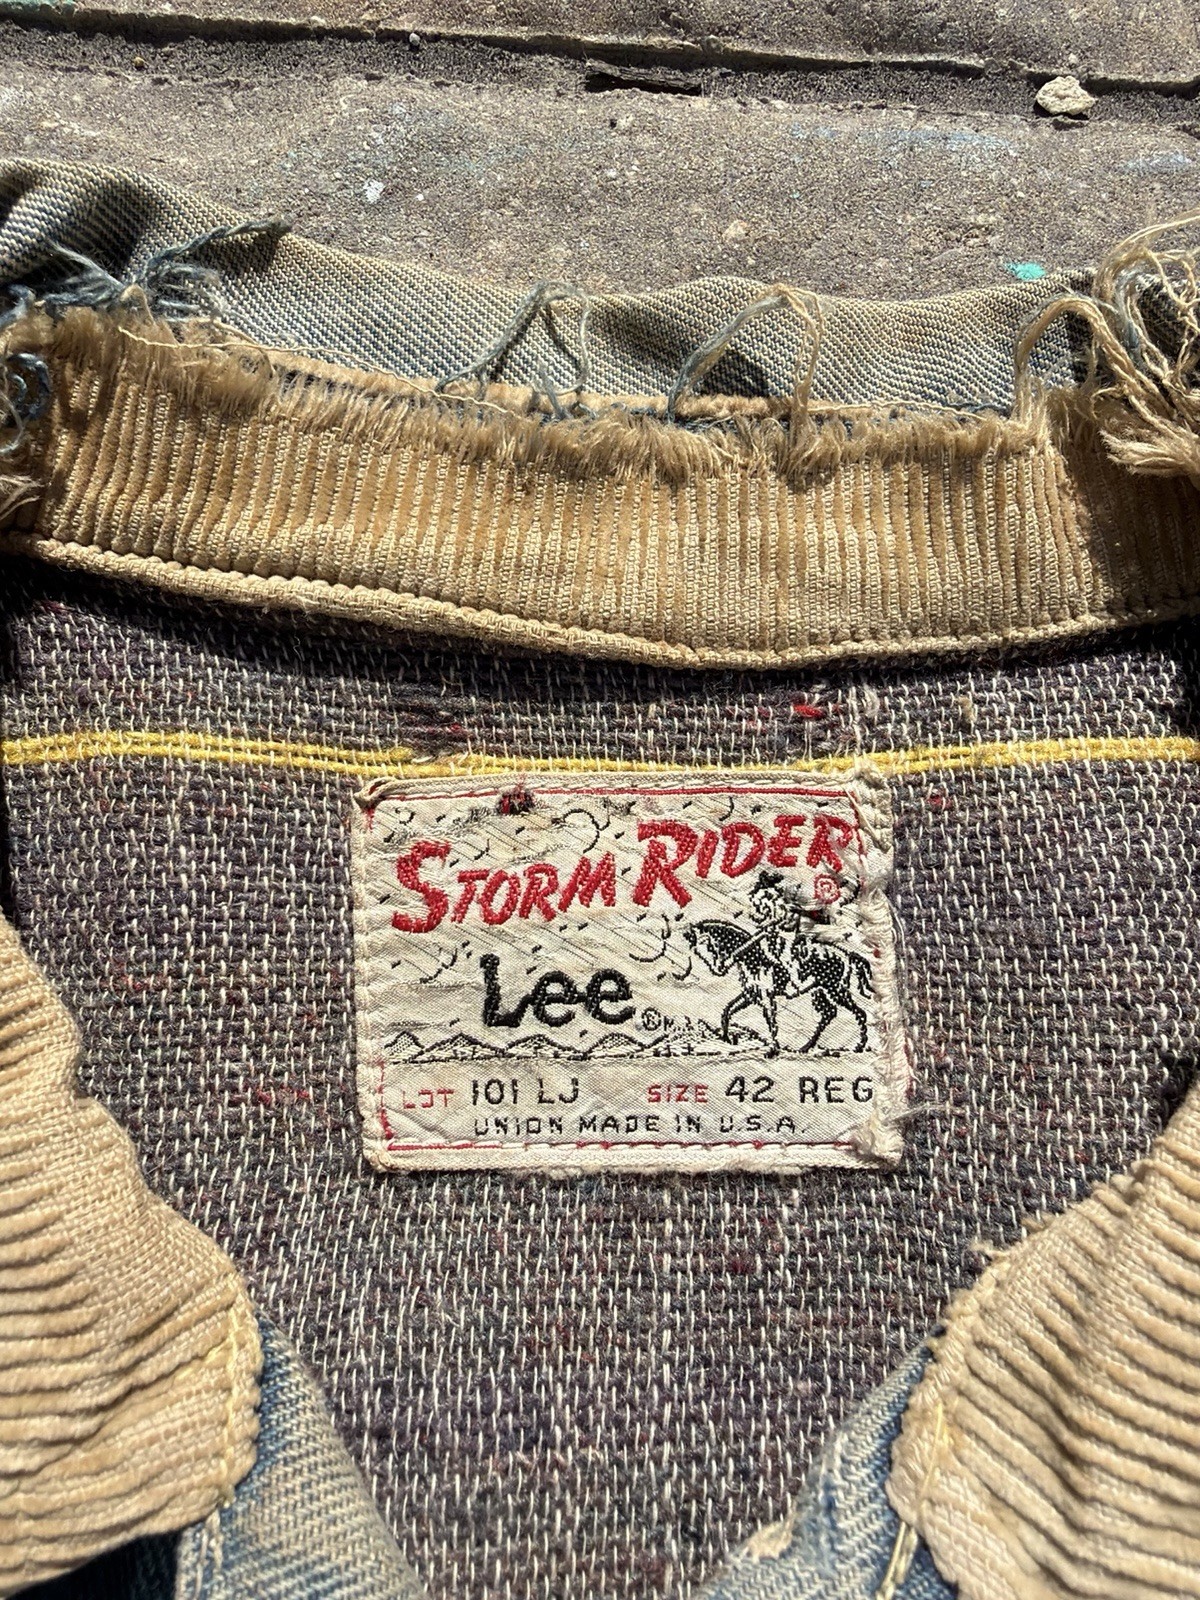 STORM RIDER ®
Lee ® M.R.
LOT 101 LJ SIZE 42 REG
UNION MADE IN U.S.A.